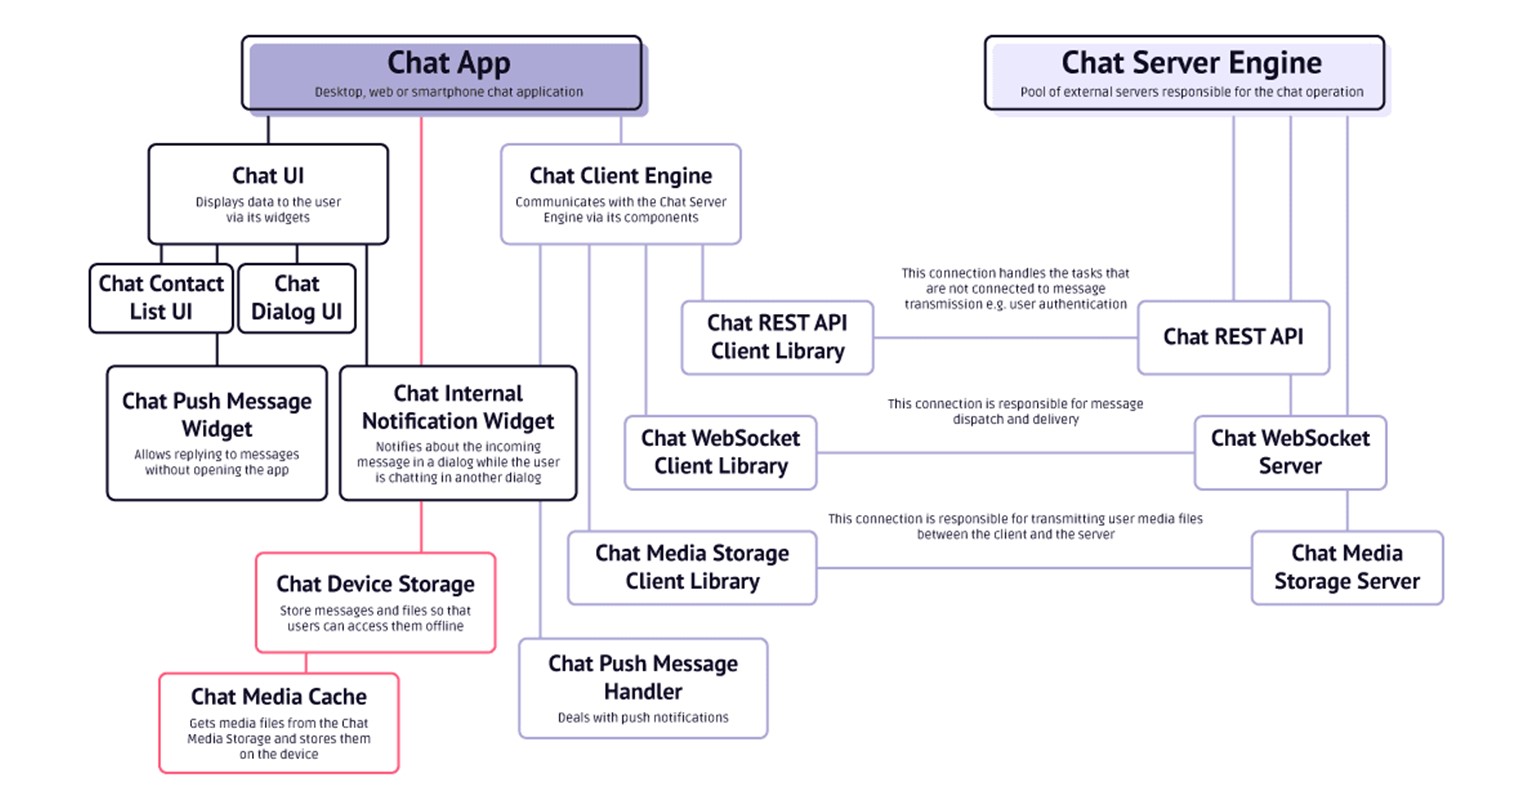 Chat App
Desktop, web or smartphone chat application
Chat Server Engine
Pool of external servers responsible for the chat operation
Chat UI
Displays data to the user
via its widgets
Chat Client Engine
Communicates with the Chat Server
Engine via its components
Chat Contact
List UI
Chat
Dialog UI
This connection handles the tasks that
are not connected to message
transmission e.g. user authentication
Chat REST API
Client Library
Chat REST API
Chat Push Message
Widget
Allows replying to messages
without opening the app
Chat Internal
Notification Widget
Notifies about the incoming
message in a dialog while the user
is chatting in another dialog
This connection is responsible for message
dispatch and delivery
Chat WebSocket
Client Library
Chat WebSocket
Server
This connection is responsible for transmitting user media files
between the client and the server
Chat Media Storage
Client Library
Chat Media
Storage Server
Chat Device Storage
Store messages and files so that
users can access them offline
Chat Push Message
Handler
Deals with push notifications
Chat Media Cache
Gets media files from the Chat
Media Storage and stores them
on the device